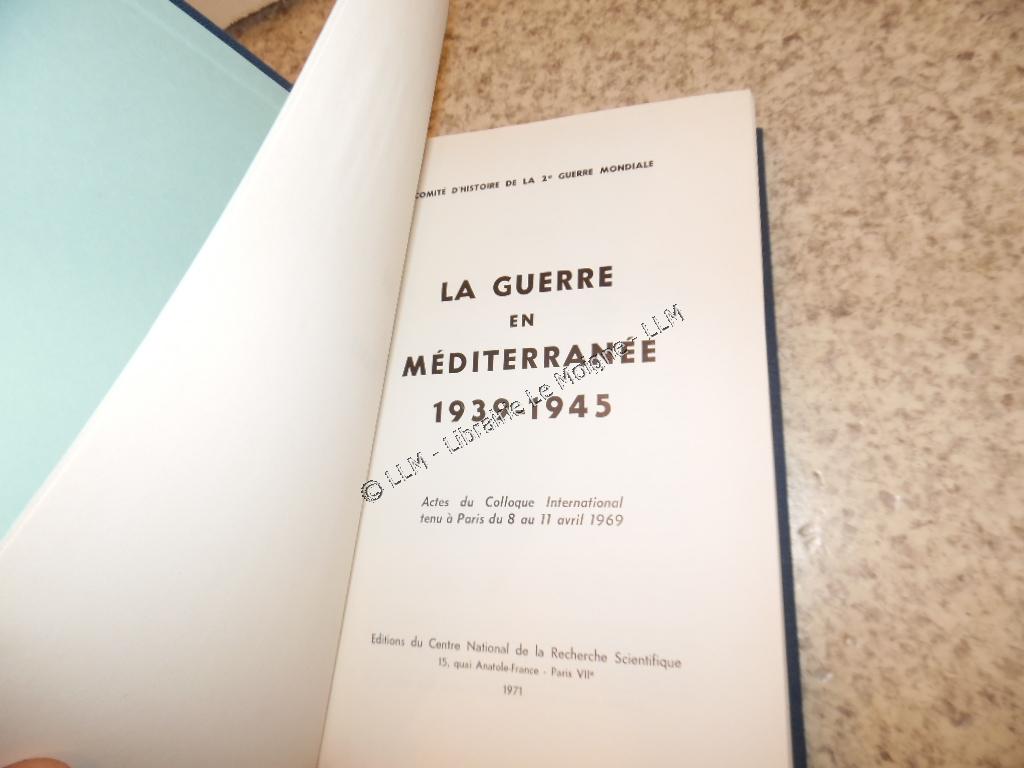 COMITÉ D'HISTOIRE DE LA 2e GUERRE MONDIALE
LA GUERRE
EN
MÉDITERRANÉE
1939-1945
© LLM - Librairie Le Moigne - LLM
Actes du Colloque International
tenu à Paris du 8 au 11 avril 1969
Editions du Centre National de la Recherche Scientifique
15, quai Anatole-France - Paris VIIe
1971